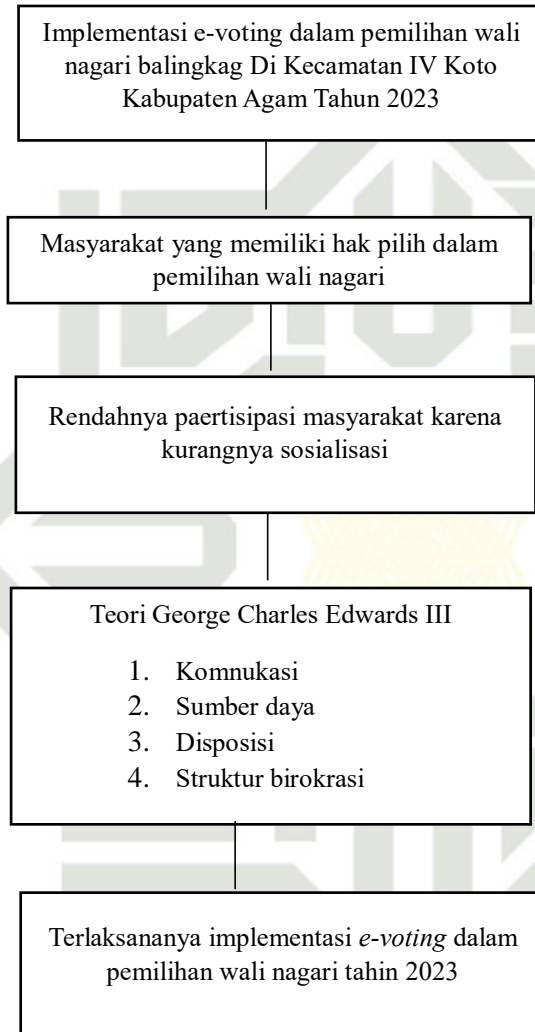 Implementasi e-voting dalam pemilihan wali
nagari balingkag Di Kecamatan IV Koto
Kabupaten Agam Tahun 2023
Masyarakat yang memiliki hak pilih dalam
pemilihan wali nagari
Rendahnya paertisipasi masyarakat karena
kurangnya sosialisasi
Teori George Charles Edwards III
1. Komnukasi
2. Sumber daya
3. Disposisi
4. Struktur birokrasi
Terlaksananya implementasi e-voting dalam
pemilihan wali nagari tahin 2023